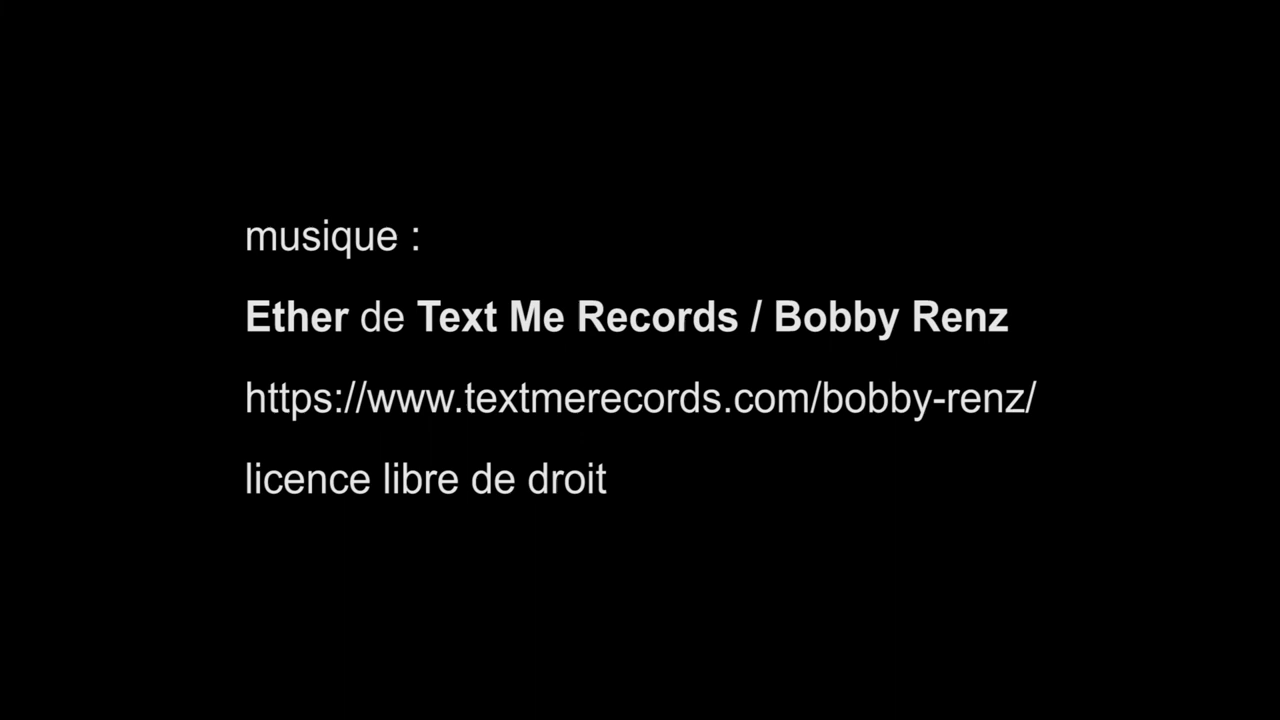 musique :
Ether de Text Me Records / Bobby Renz
https://www.textmerecords.com/bobby-renz/
licence libre de droit